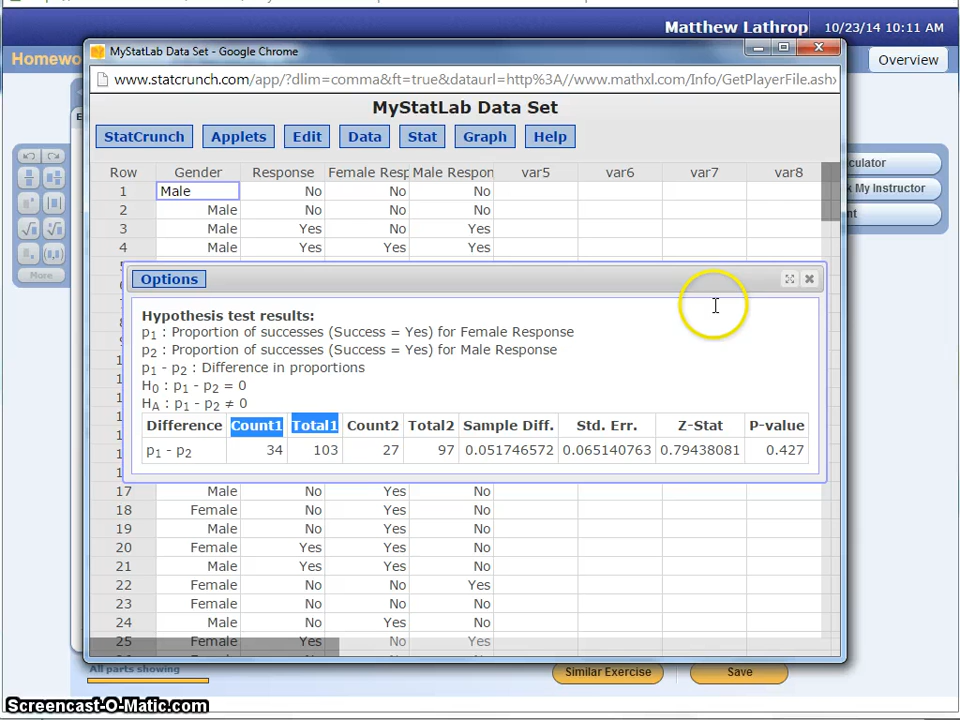 Matthew Lathrop 10/23/14 10:11 AM
Homewo
Overview
MyStatLab Data Set - Google Chrome
www.statcrunch.com/app/?dlim=comma&ft=true&dataurl=http%3A//www.mathxl.com/Info/GetPlayerFile.ashx
MyStatLab Data Set
StatCrunch Applets Edit Data Stat Graph Help
culator
k My Instructor
nt
More
Row Gender Response Female Resp Male Respon var5 var6 var7 var8
1 Male No No No
2 Male No No No
3 Male Yes No Yes
4 Male Yes Yes Yes
Options
Hypothesis test results:
p1 : Proportion of successes (Success = Yes) for Female Response
p2 : Proportion of successes (Success = Yes) for Male Response
p1 - p2 : Difference in proportions
H0 : p1 - p2 = 0
HA : p1 - p2 ≠ 0
Difference Count1 Total1 Count2 Total2 Sample Diff. Std. Err. Z-Stat P-value
p1 - p2 34 103 27 97 0.051746572 0.065140763 0.79438081 0.427
17 Male No Yes No
18 Female No Yes No
19 Male No Yes No
20 Female Yes Yes No
21 Male Yes Yes No
22 Female No No Yes
23 Female No No No
24 Male No Yes No
25 Female Yes No Yes
All parts showing
Similar Exercise Save
Screencast-O-Matic.com